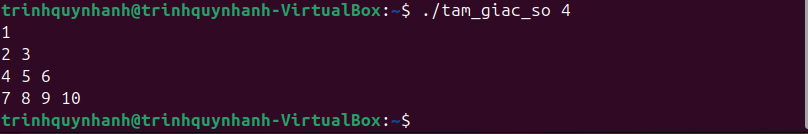 trinhquynhanh@trinhquynhanh-VirtualBox:~$ ./tam_giac_so 4
1
2 3
4 5 6
7 8 9 10
trinhquynhanh@trinhquynhanh-VirtualBox:~$